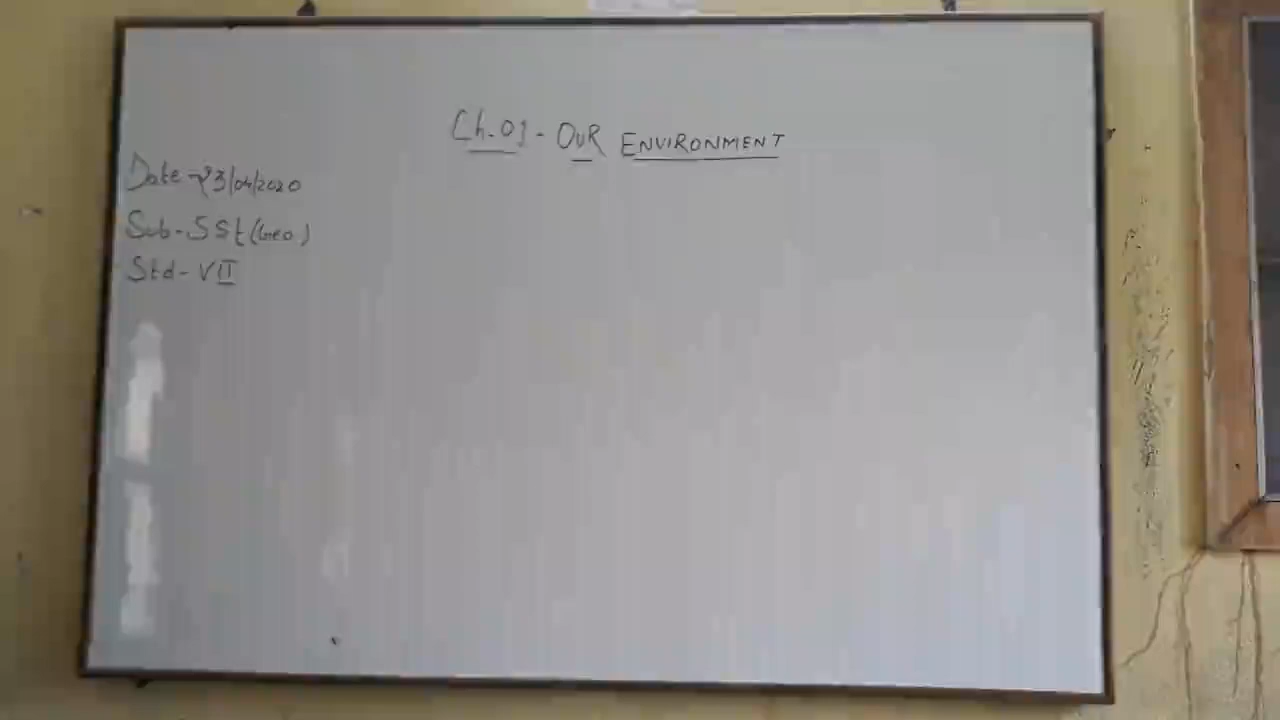 Ch.01 - OUR ENVIRONMENT
Date - 23/04/2020
Sub - SSt (Geo.)
Std - VII